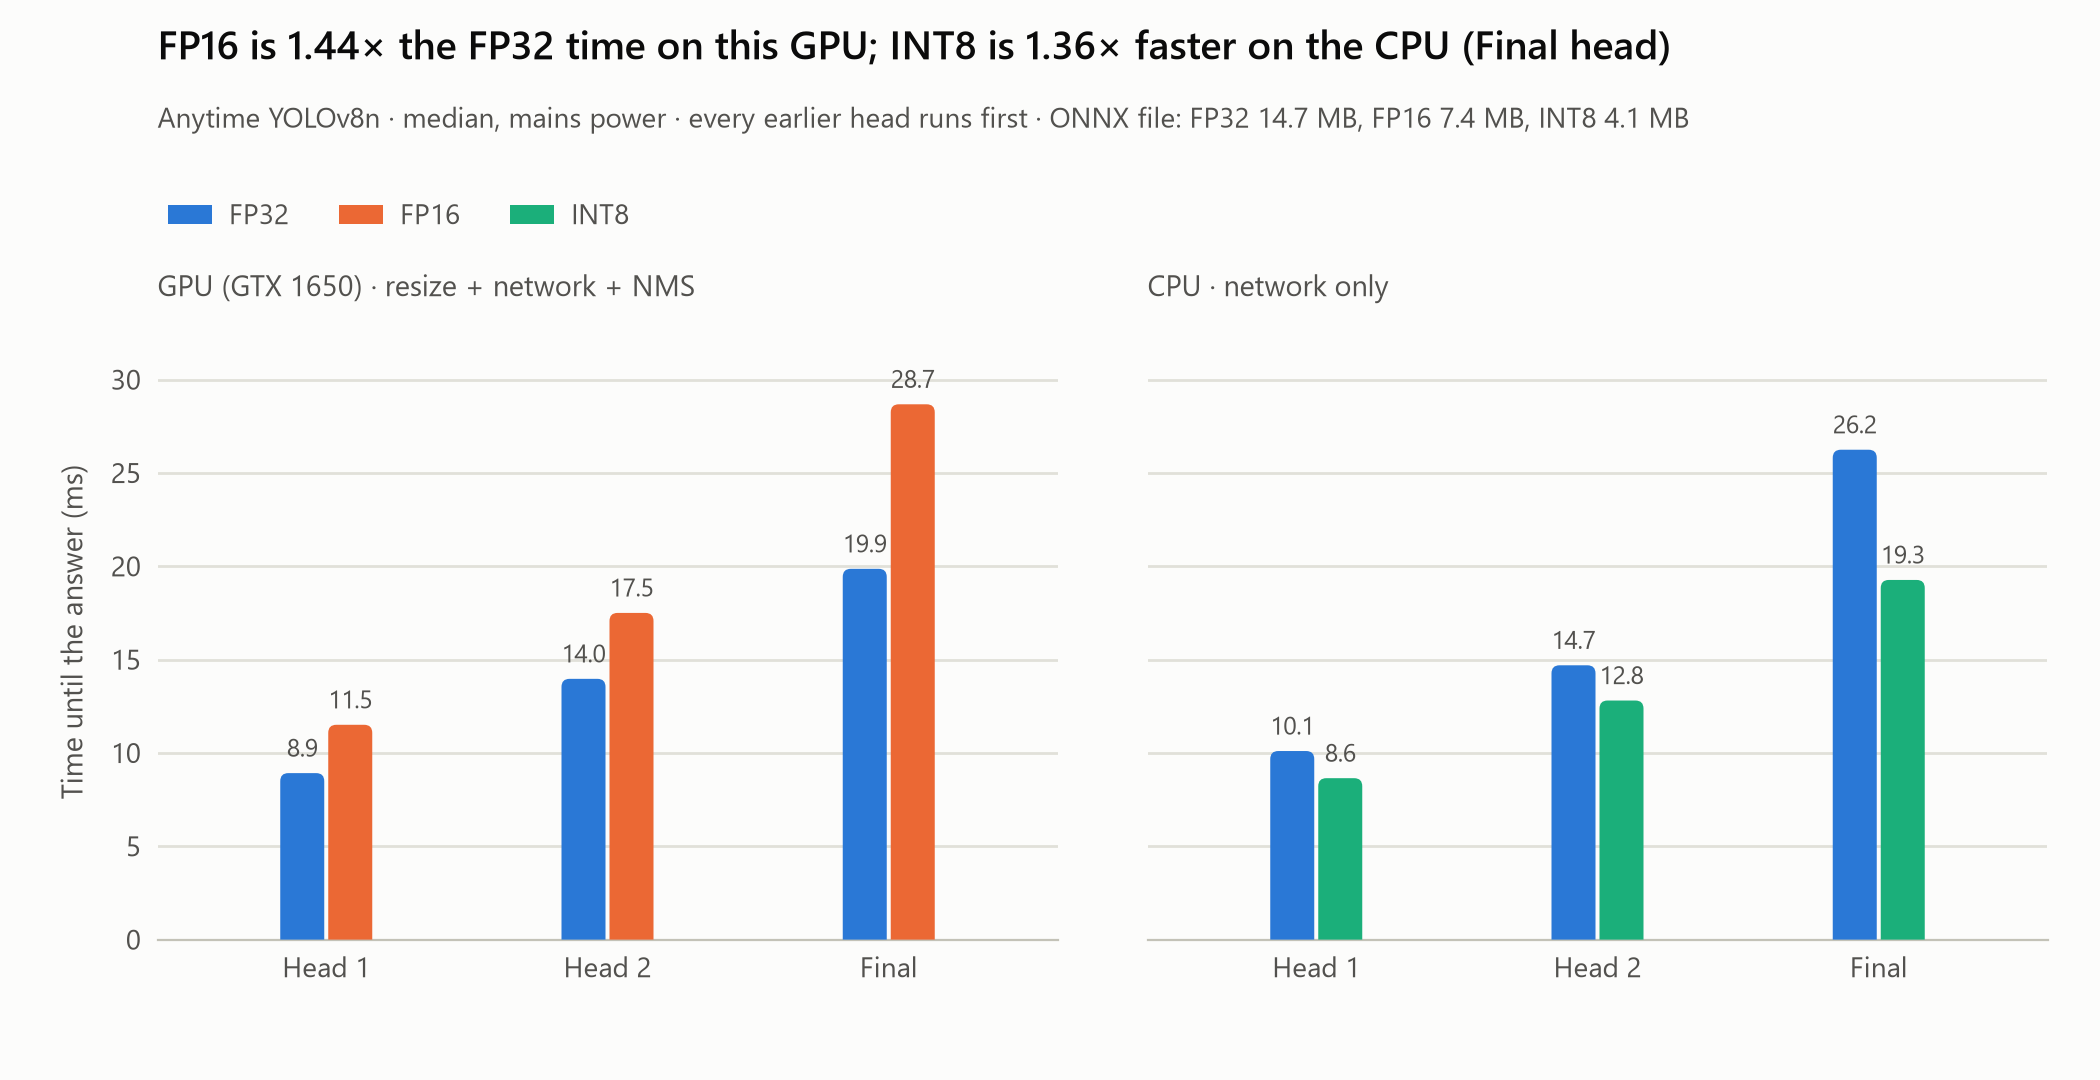 FP16 is 1.44× the FP32 time on this GPU; INT8 is 1.36× faster on the CPU (Final head)
Anytime YOLOv8n · median, mains power · every earlier head runs first · ONNX file: FP32 14.7 MB, FP16 7.4 MB, INT8 4.1 MB
FP32 FP16 INT8
GPU (GTX 1650) · resize + network + NMS
Time until the answer (ms)
30
25
20
15
10
5
0
8.9
11.5
14.0
17.5
19.9
28.7
Head 1 Head 2 Final
CPU · network only
10.1
8.6
14.7
12.8
26.2
19.3
Head 1 Head 2 Final